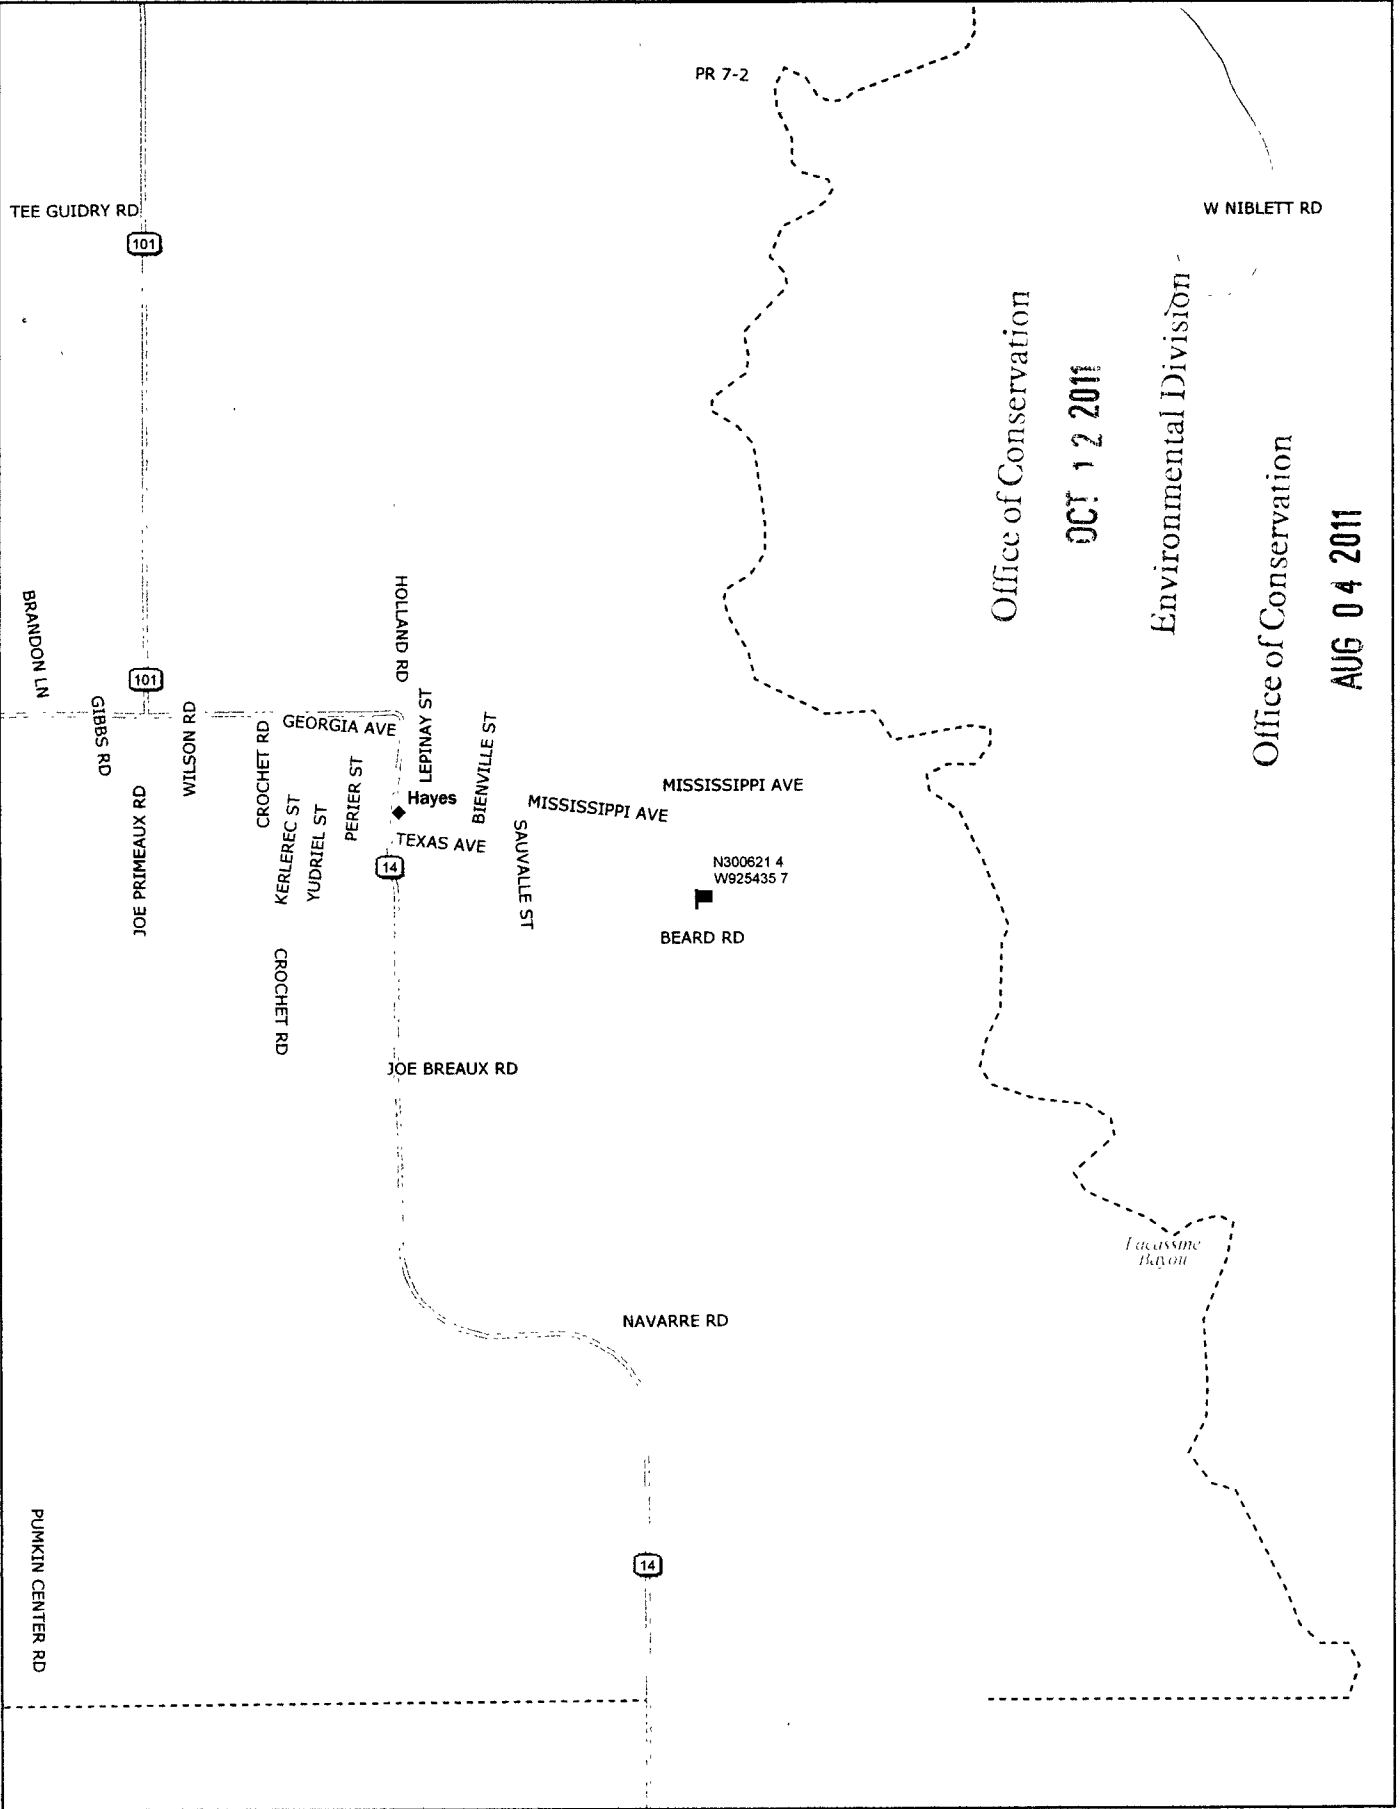 PR 7-2
TEE GUIDRY RD
W NIBLETT RD
101
Office of Conservation
OCT 12 2011
Environmental Division
Office of Conservation
AUG 04 2011
HOLLAND RD
BRANDON LN
101
GIBBS RD
WILSON RD
CROCHET RD
GEORGIA AVE
LEPINAY ST
BIENVILLE ST
PERIER ST
MISSISSIPPI AVE
Hayes
MISSISSIPPI AVE
JOE PRIMEAUX RD
KERLEREC ST
YUDRIEL ST
TEXAS AVE
SAUVALLE ST
14
N300621 4
W925435 7
BEARD RD
CROCHET RD
JOE BREAUX RD
Lacassine
Bayou
NAVARRE RD
14
PUMKIN CENTER RD